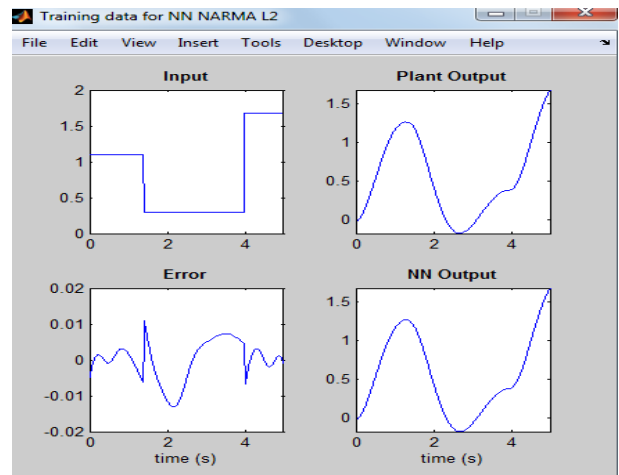 Training data for NN NARMA L2
File Edit View Insert Tools Desktop Window Help
Input
2
1.5
1
0.5
0
0 2 4
Plant Output
1.5
1
0.5
0
0 2 4
Error
0.02
0.01
0
-0.01
-0.02
0 2 4
time (s)
NN Output
1.5
1
0.5
0
0 2 4
time (s)